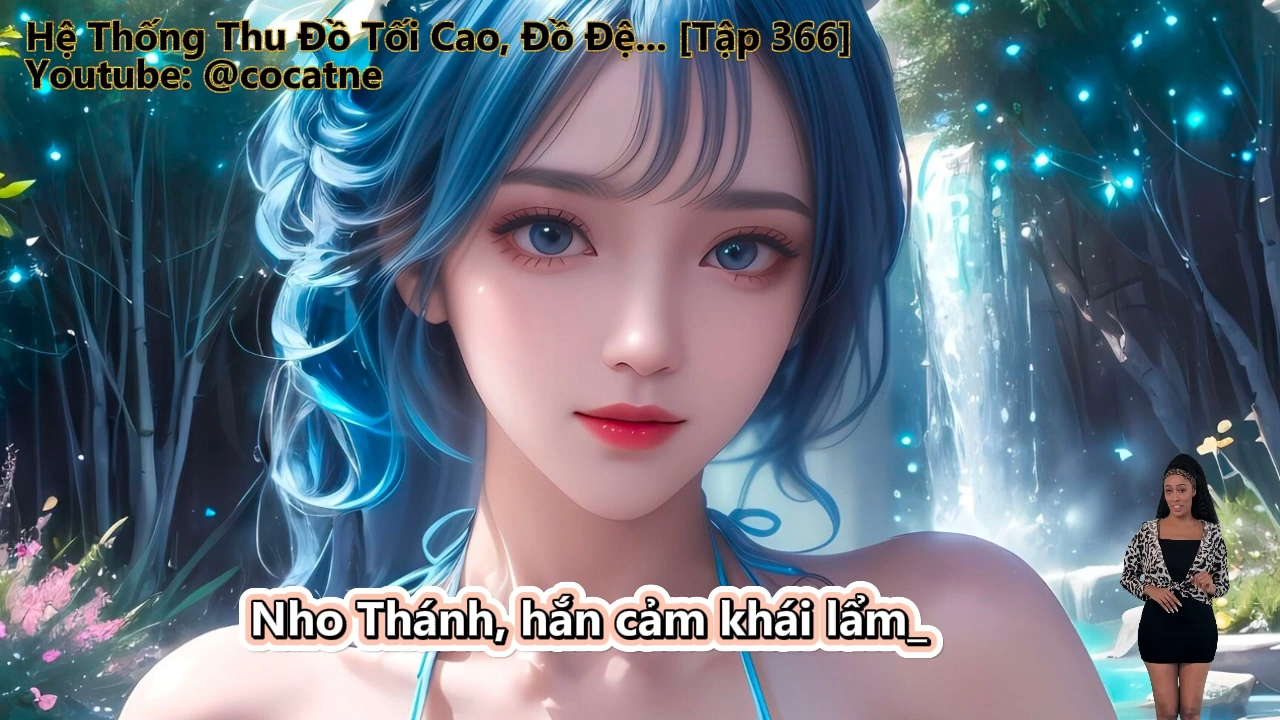 Hệ Thống Thu Đồ Tối Cao, Đồ Đệ... [Tập 366]
Youtube: @cocatne
Nho Thánh, hắn cảm khái lẩm_